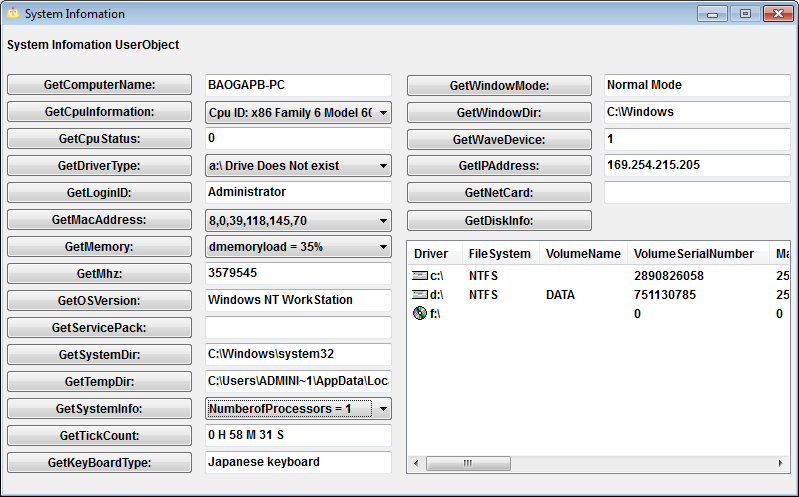 System Infomation
System Infomation UserObject
GetComputerName: BAOGAPB-PC
GetCpuInformation: Cpu ID: x86 Family 6 Model 60
GetCpuStatus: 0
GetDriverType: a:\ Drive Does Not exist
GetLoginID: Administrator
GetMacAddress: 8,0,39,118,145,70
GetMemory: dmemoryload = 35%
GetMhz: 3579545
GetOSVersion: Windows NT WorkStation
GetServicePack:
GetSystemDir: C:\Windows\system32
GetTempDir: C:\Users\ADMINI~1\AppData\Loca
GetSystemInfo: NumberofProcessors = 1
GetTickCount: 0 H 58 M 31 S
GetKeyBoardType: Japanese keyboard
GetWindowMode: Normal Mode
GetWindowDir: C:\Windows
GetWaveDevice: 1
GetIPAddress: 169.254.215.205
GetNetCard:
GetDiskInfo:
Driver FileSystem VolumeName VolumeSerialNumber Ma
c:\ NTFS 2890826058 25
d:\ NTFS DATA 751130785 25
f:\ 0 0